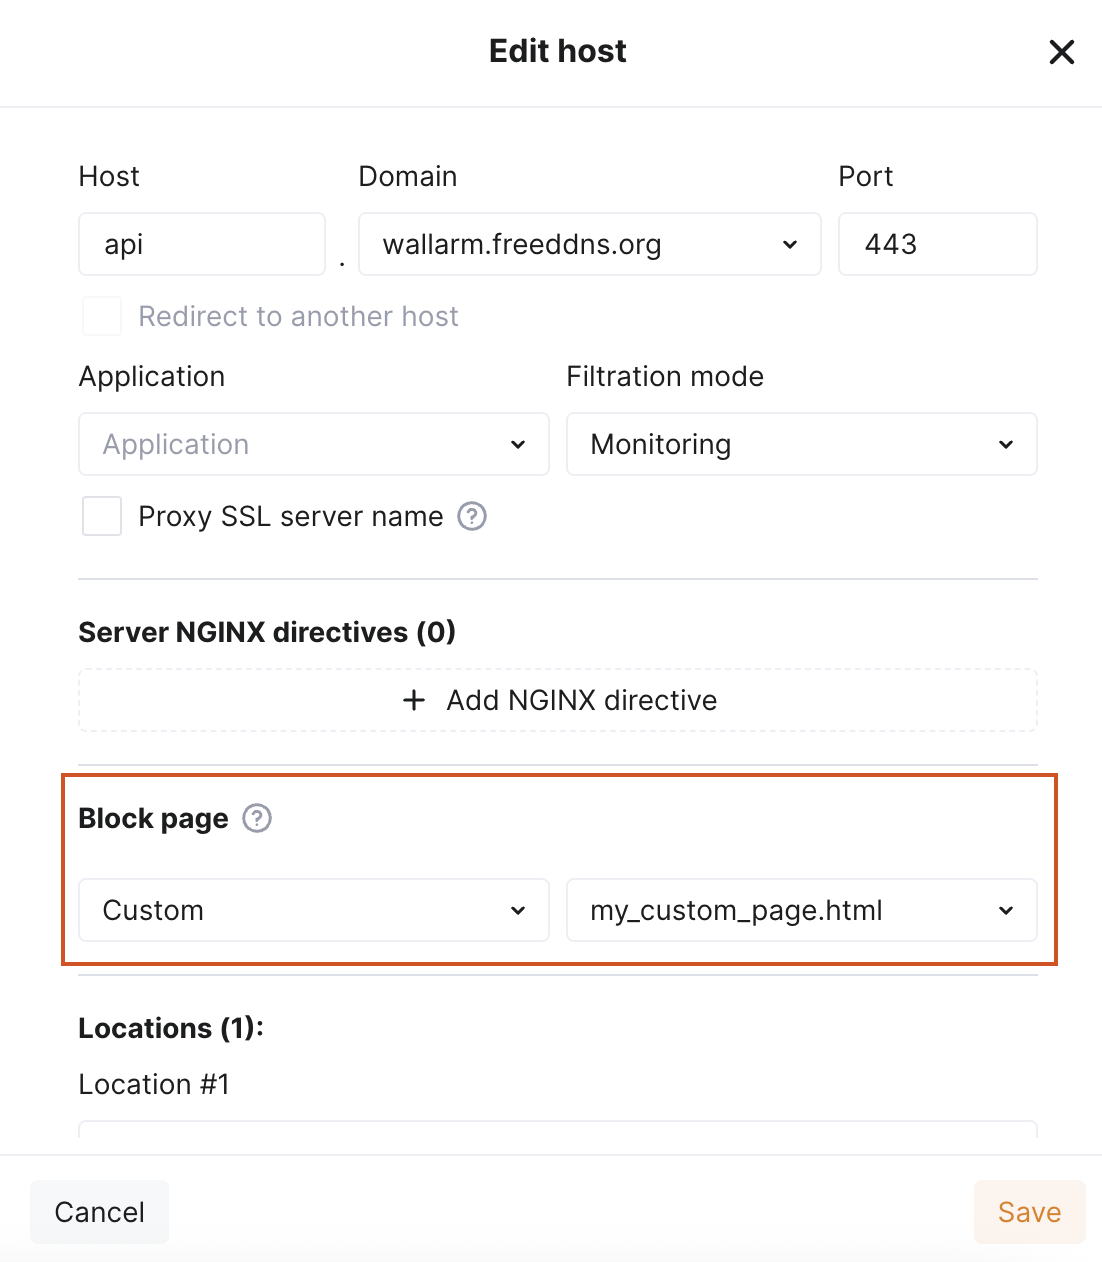 Edit host
Host Domain Port
api . wallarm.freeddns.org 443
Redirect to another host
Application Filtration mode
Application Monitoring
Proxy SSL server name ?
Server NGINX directives (0)
+ Add NGINX directive
Block page ?
Custom my_custom_page.html
Locations (1):
Location #1
Cancel Save